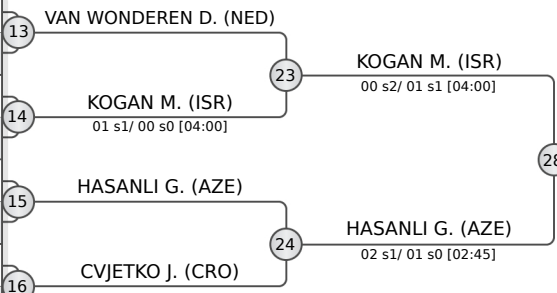 13
VAN WONDEREN D. (NED)
23
KOGAN M. (ISR)
00 s2/ 01 s1 [04:00]
14
KOGAN M. (ISR)
01 s1/ 00 s0 [04:00]
28
15
HASANLI G. (AZE)
24
HASANLI G. (AZE)
02 s1/ 01 s0 [02:45]
16
CVJETKO J. (CRO)